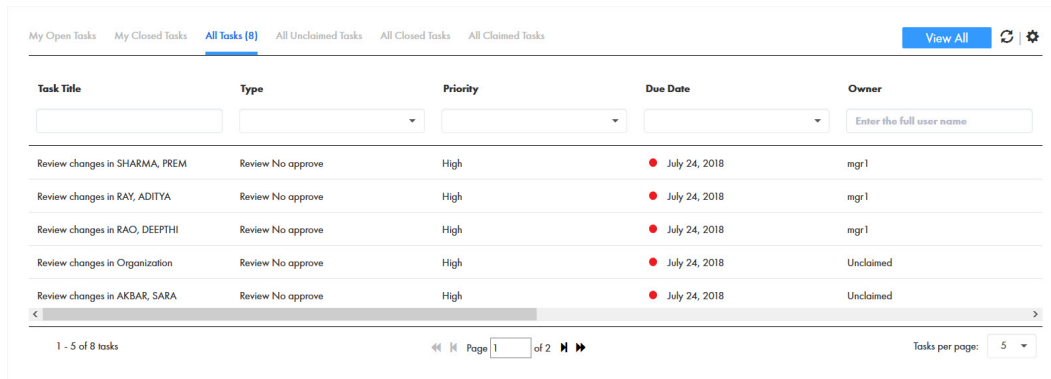 My Open Tasks My Closed Tasks All Tasks (8) All Unclaimed Tasks All Closed Tasks All Claimed Tasks View All
Task Title Type Priority Due Date Owner
Enter the full user name
Review changes in SHARMA, PREM Review No approve High July 24, 2018 mgr1
Review changes in RAY, ADITYA Review No approve High July 24, 2018 mgr1
Review changes in RAO, DEEPTHI Review No approve High July 24, 2018 mgr1
Review changes in Organization Review No approve High July 24, 2018 Unclaimed
Review changes in AKBAR, SARA Review No approve High July 24, 2018 Unclaimed
1 - 5 of 8 tasks Page 1 of 2 Tasks per page: 5